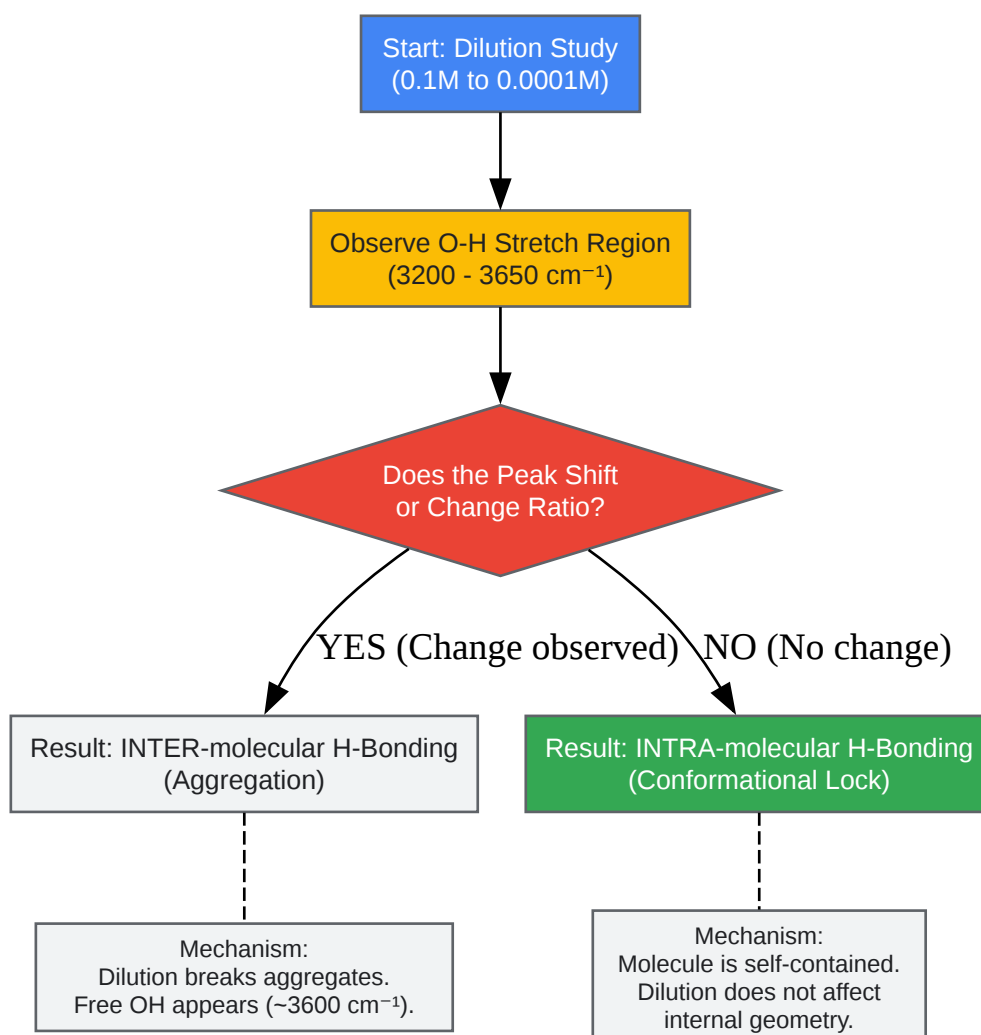 Start: Dilution Study
(0.1M to 0.0001M)
Observe O-H Stretch Region
(3200 - 3650 cm⁻¹)
Does the Peak Shift
or Change Ratio?
YES (Change observed)
NO (No change)
Result: INTER-molecular H-Bonding
(Aggregation)
Result: INTRA-molecular H-Bonding
(Conformational Lock)
Mechanism:
Dilution breaks aggregates.
Free OH appears (~3600 cm⁻¹).
Mechanism:
Molecule is self-contained.
Dilution does not affect
internal geometry.